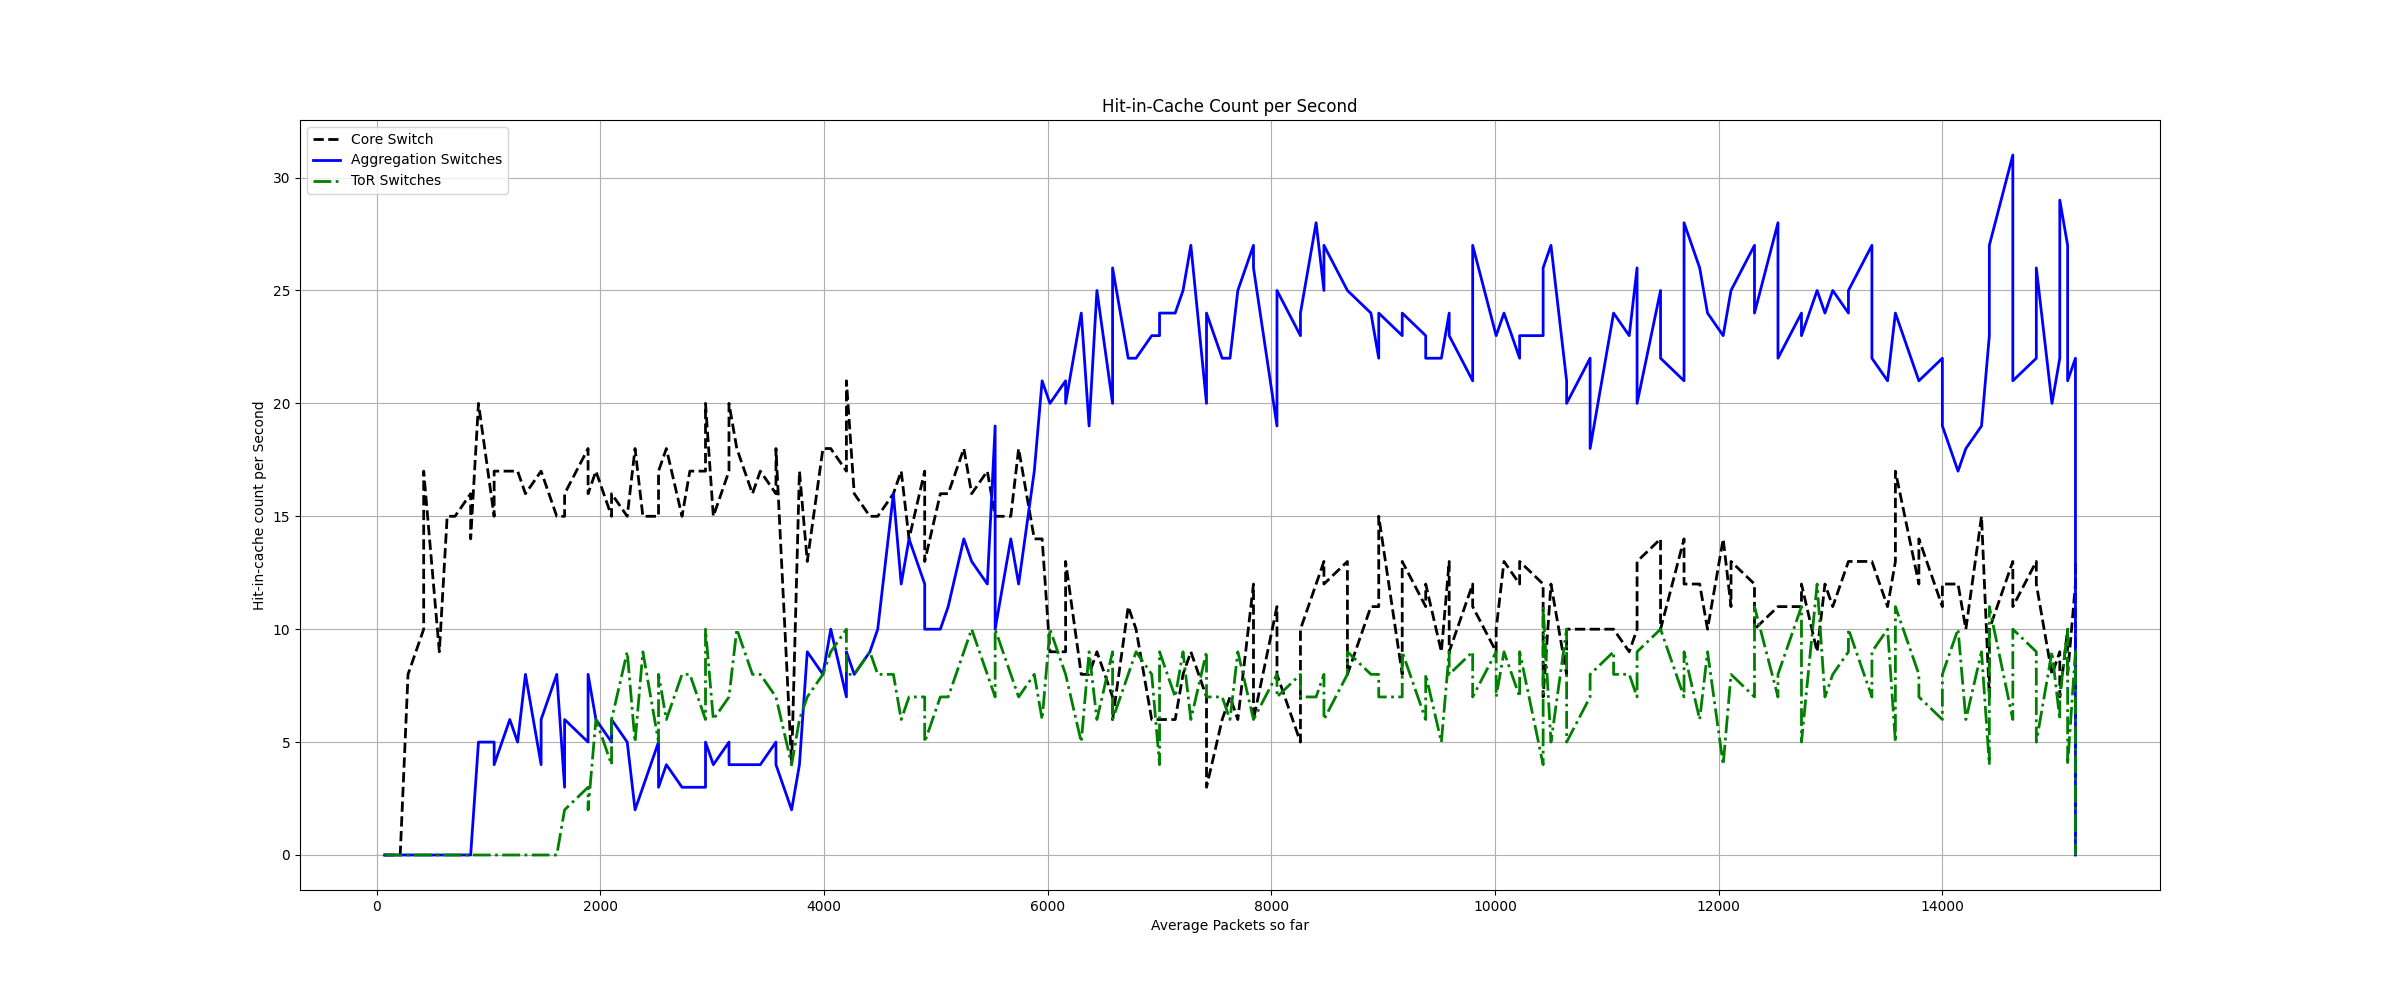 Hit-in-Cache Count per Second
Core Switch
Aggregation Switches
ToR Switches
Hit-in-cache count per Second
30
25
20
15
10
5
0
0 2000 4000 6000 8000 10000 12000 14000
Average Packets so far